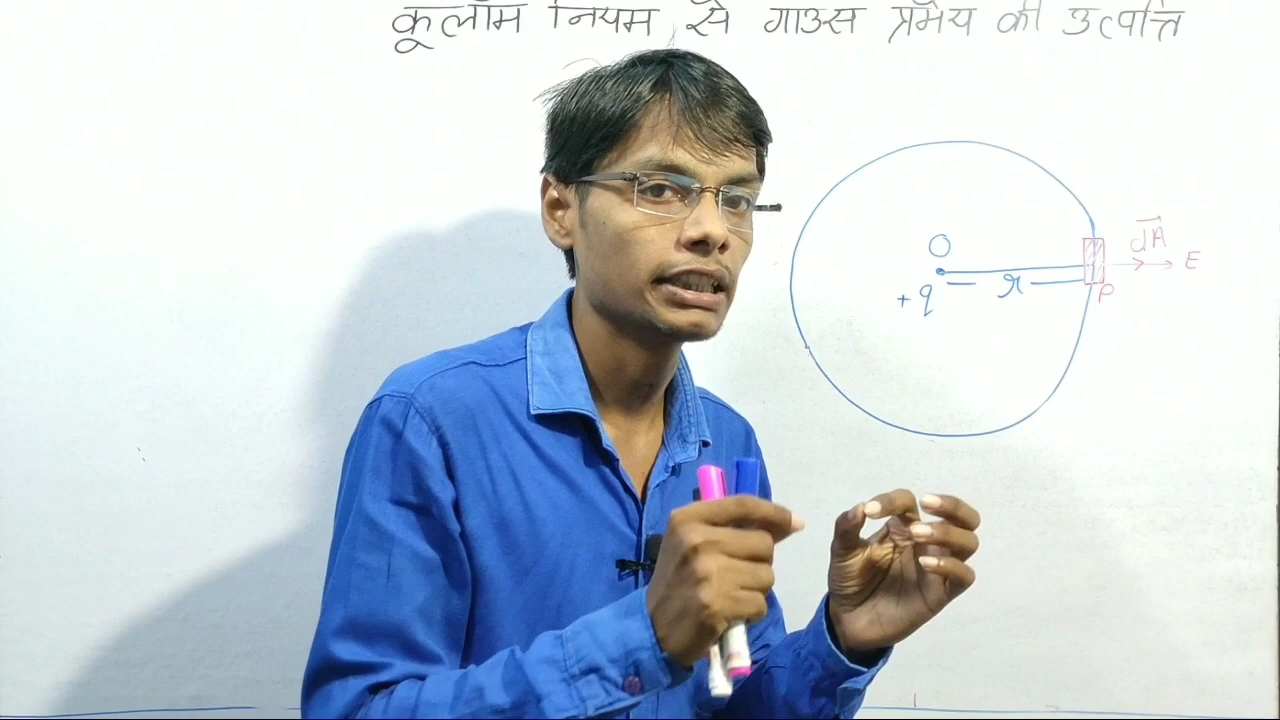 कूलॉम नियम से गाउस प्रमेय की उत्पत्ति
O
dA
E
+q
r
P